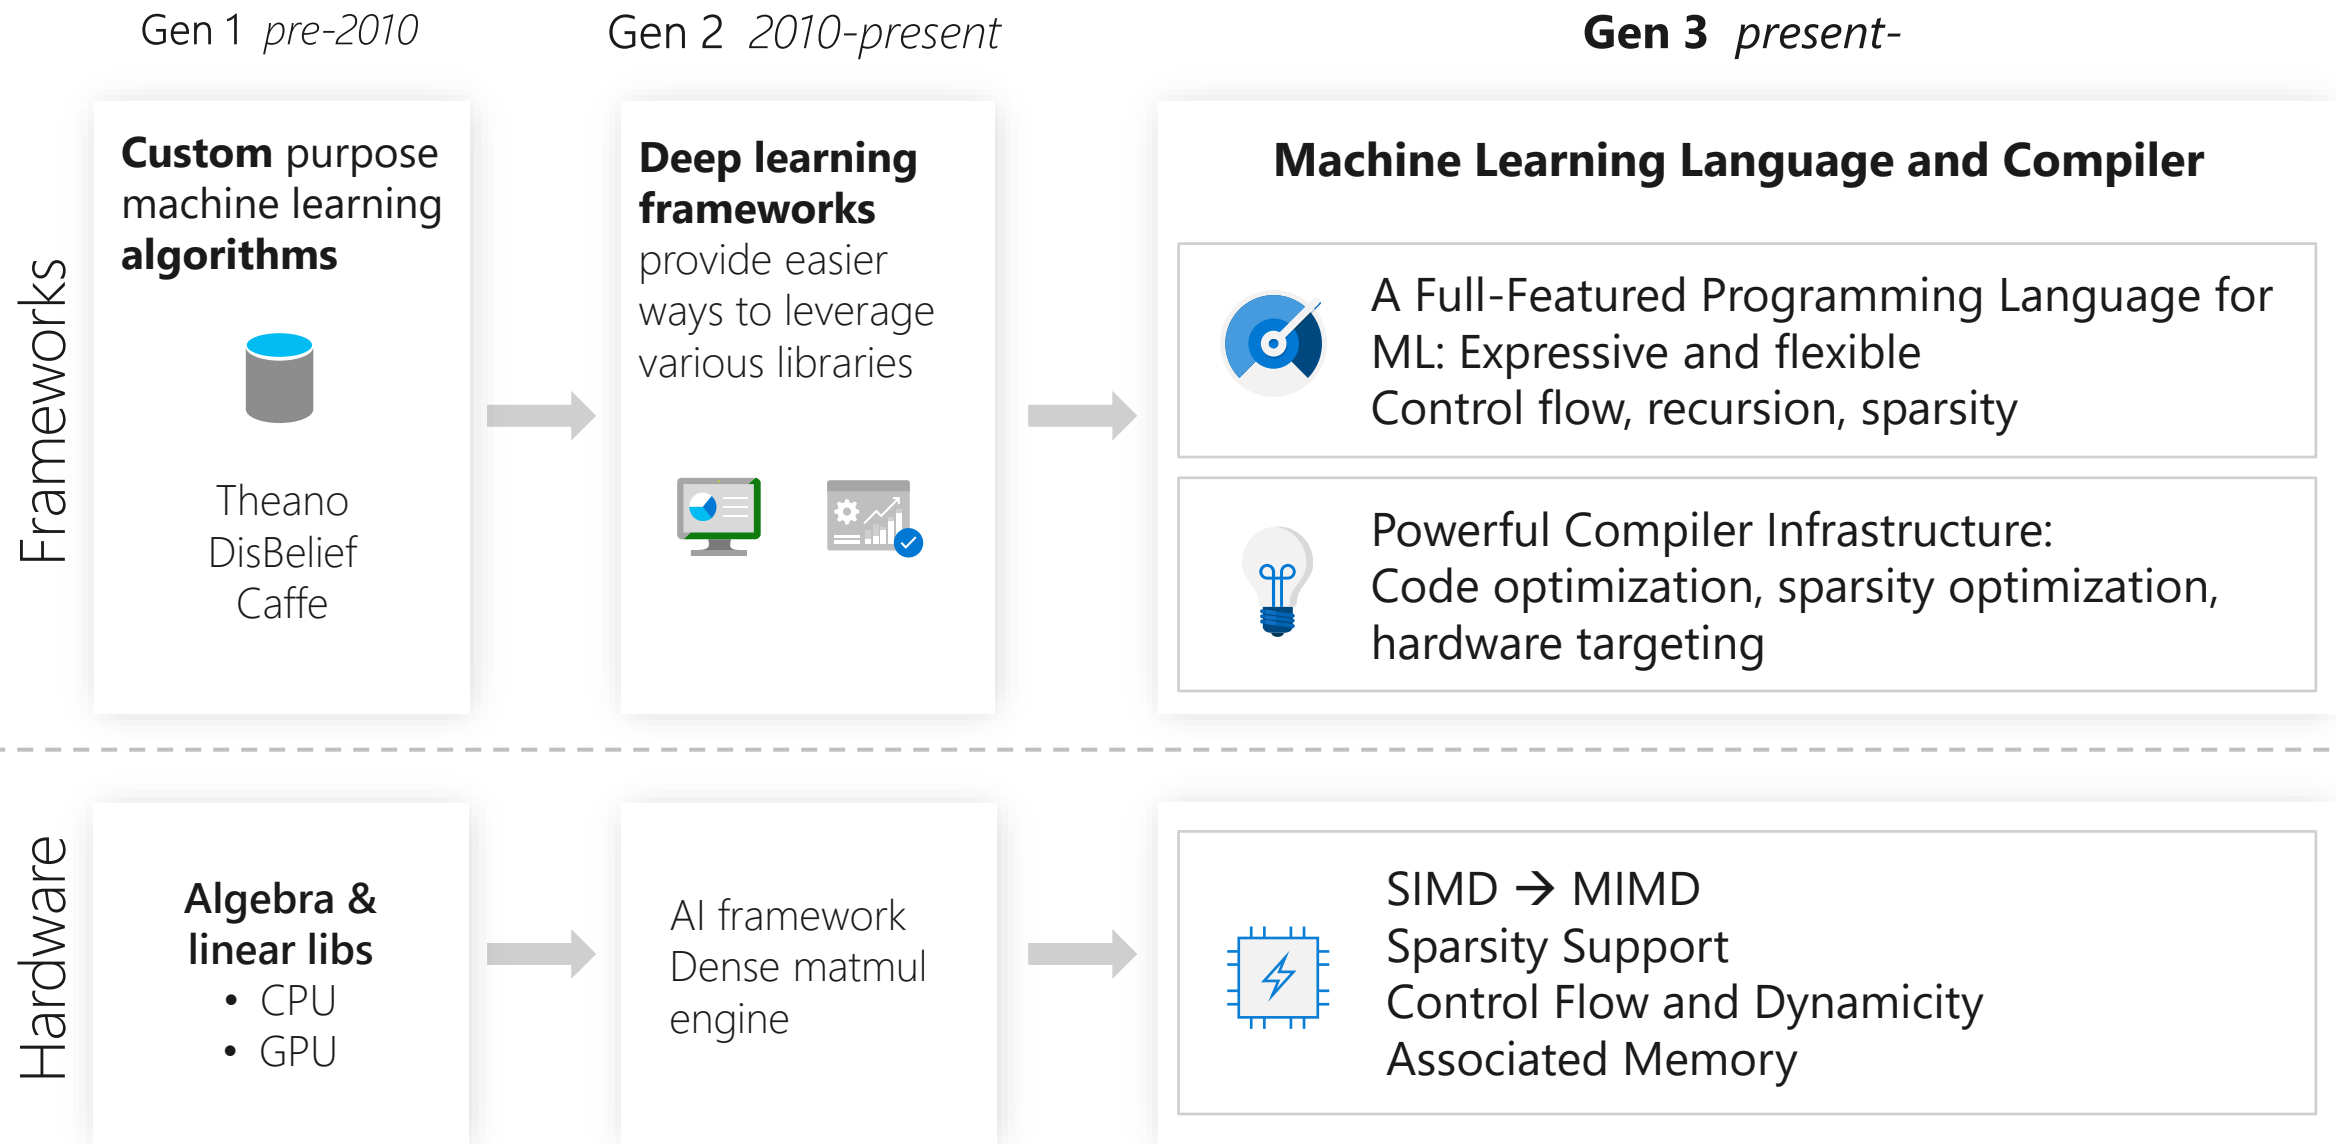 Gen 1 pre-2010
Gen 2 2010-present
Gen 3 present-
Frameworks
Custom purpose
machine learning
algorithms
Theano
DisBelief
Caffe
Deep learning
frameworks
provide easier
ways to leverage
various libraries
Machine Learning Language and Compiler
A Full-Featured Programming Language for
ML: Expressive and flexible
Control flow, recursion, sparsity
Powerful Compiler Infrastructure:
Code optimization, sparsity optimization,
hardware targeting
Hardware
Algebra &
linear libs
• CPU
• GPU
AI framework
Dense matmul
engine
SIMD → MIMD
Sparsity Support
Control Flow and Dynamicity
Associated Memory